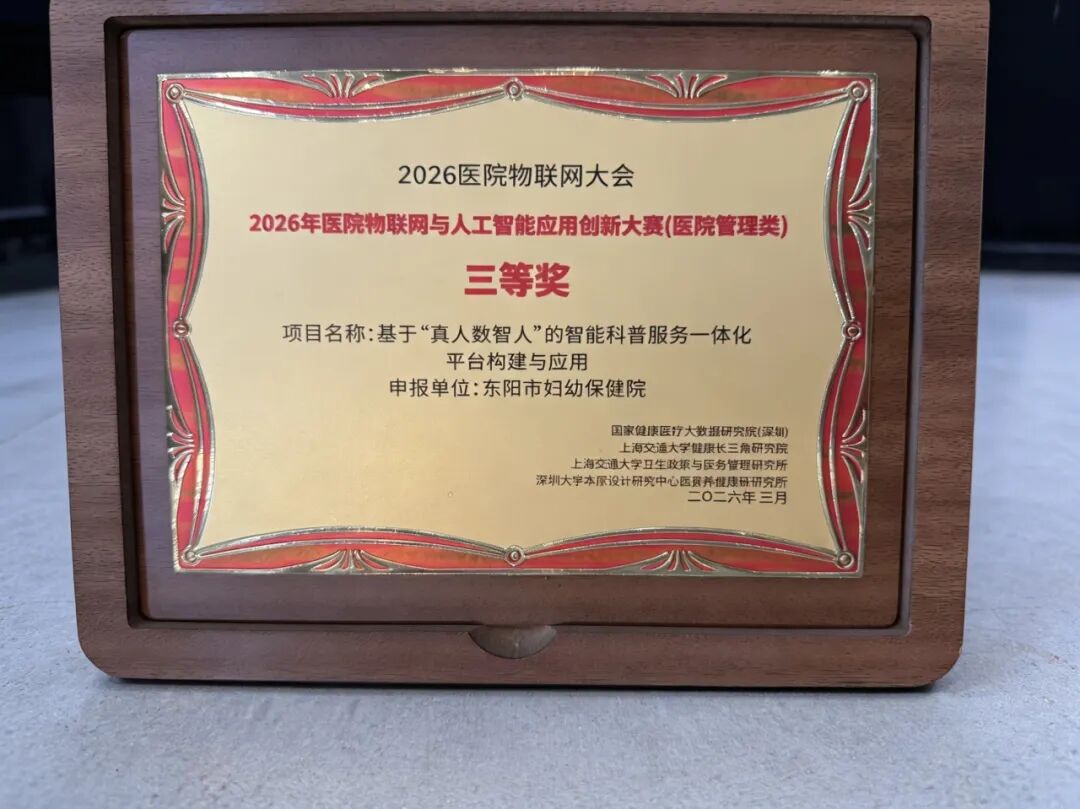 2026医院物联网大会
2026年医院物联网与人工智能应用创新大赛(医院管理类)
三等奖
项目名称:基于“真人数智人”的智能科普服务一体化
平台构建与应用
申报单位:东阳市妇幼保健院
国家健康医疗大数据研究院(深圳)
上海交通大学健康长三角研究院
上海交通大学卫生政策与医务管理研究所
深圳大学本原设计研究中心医康养健康研究所
二〇二六年三月